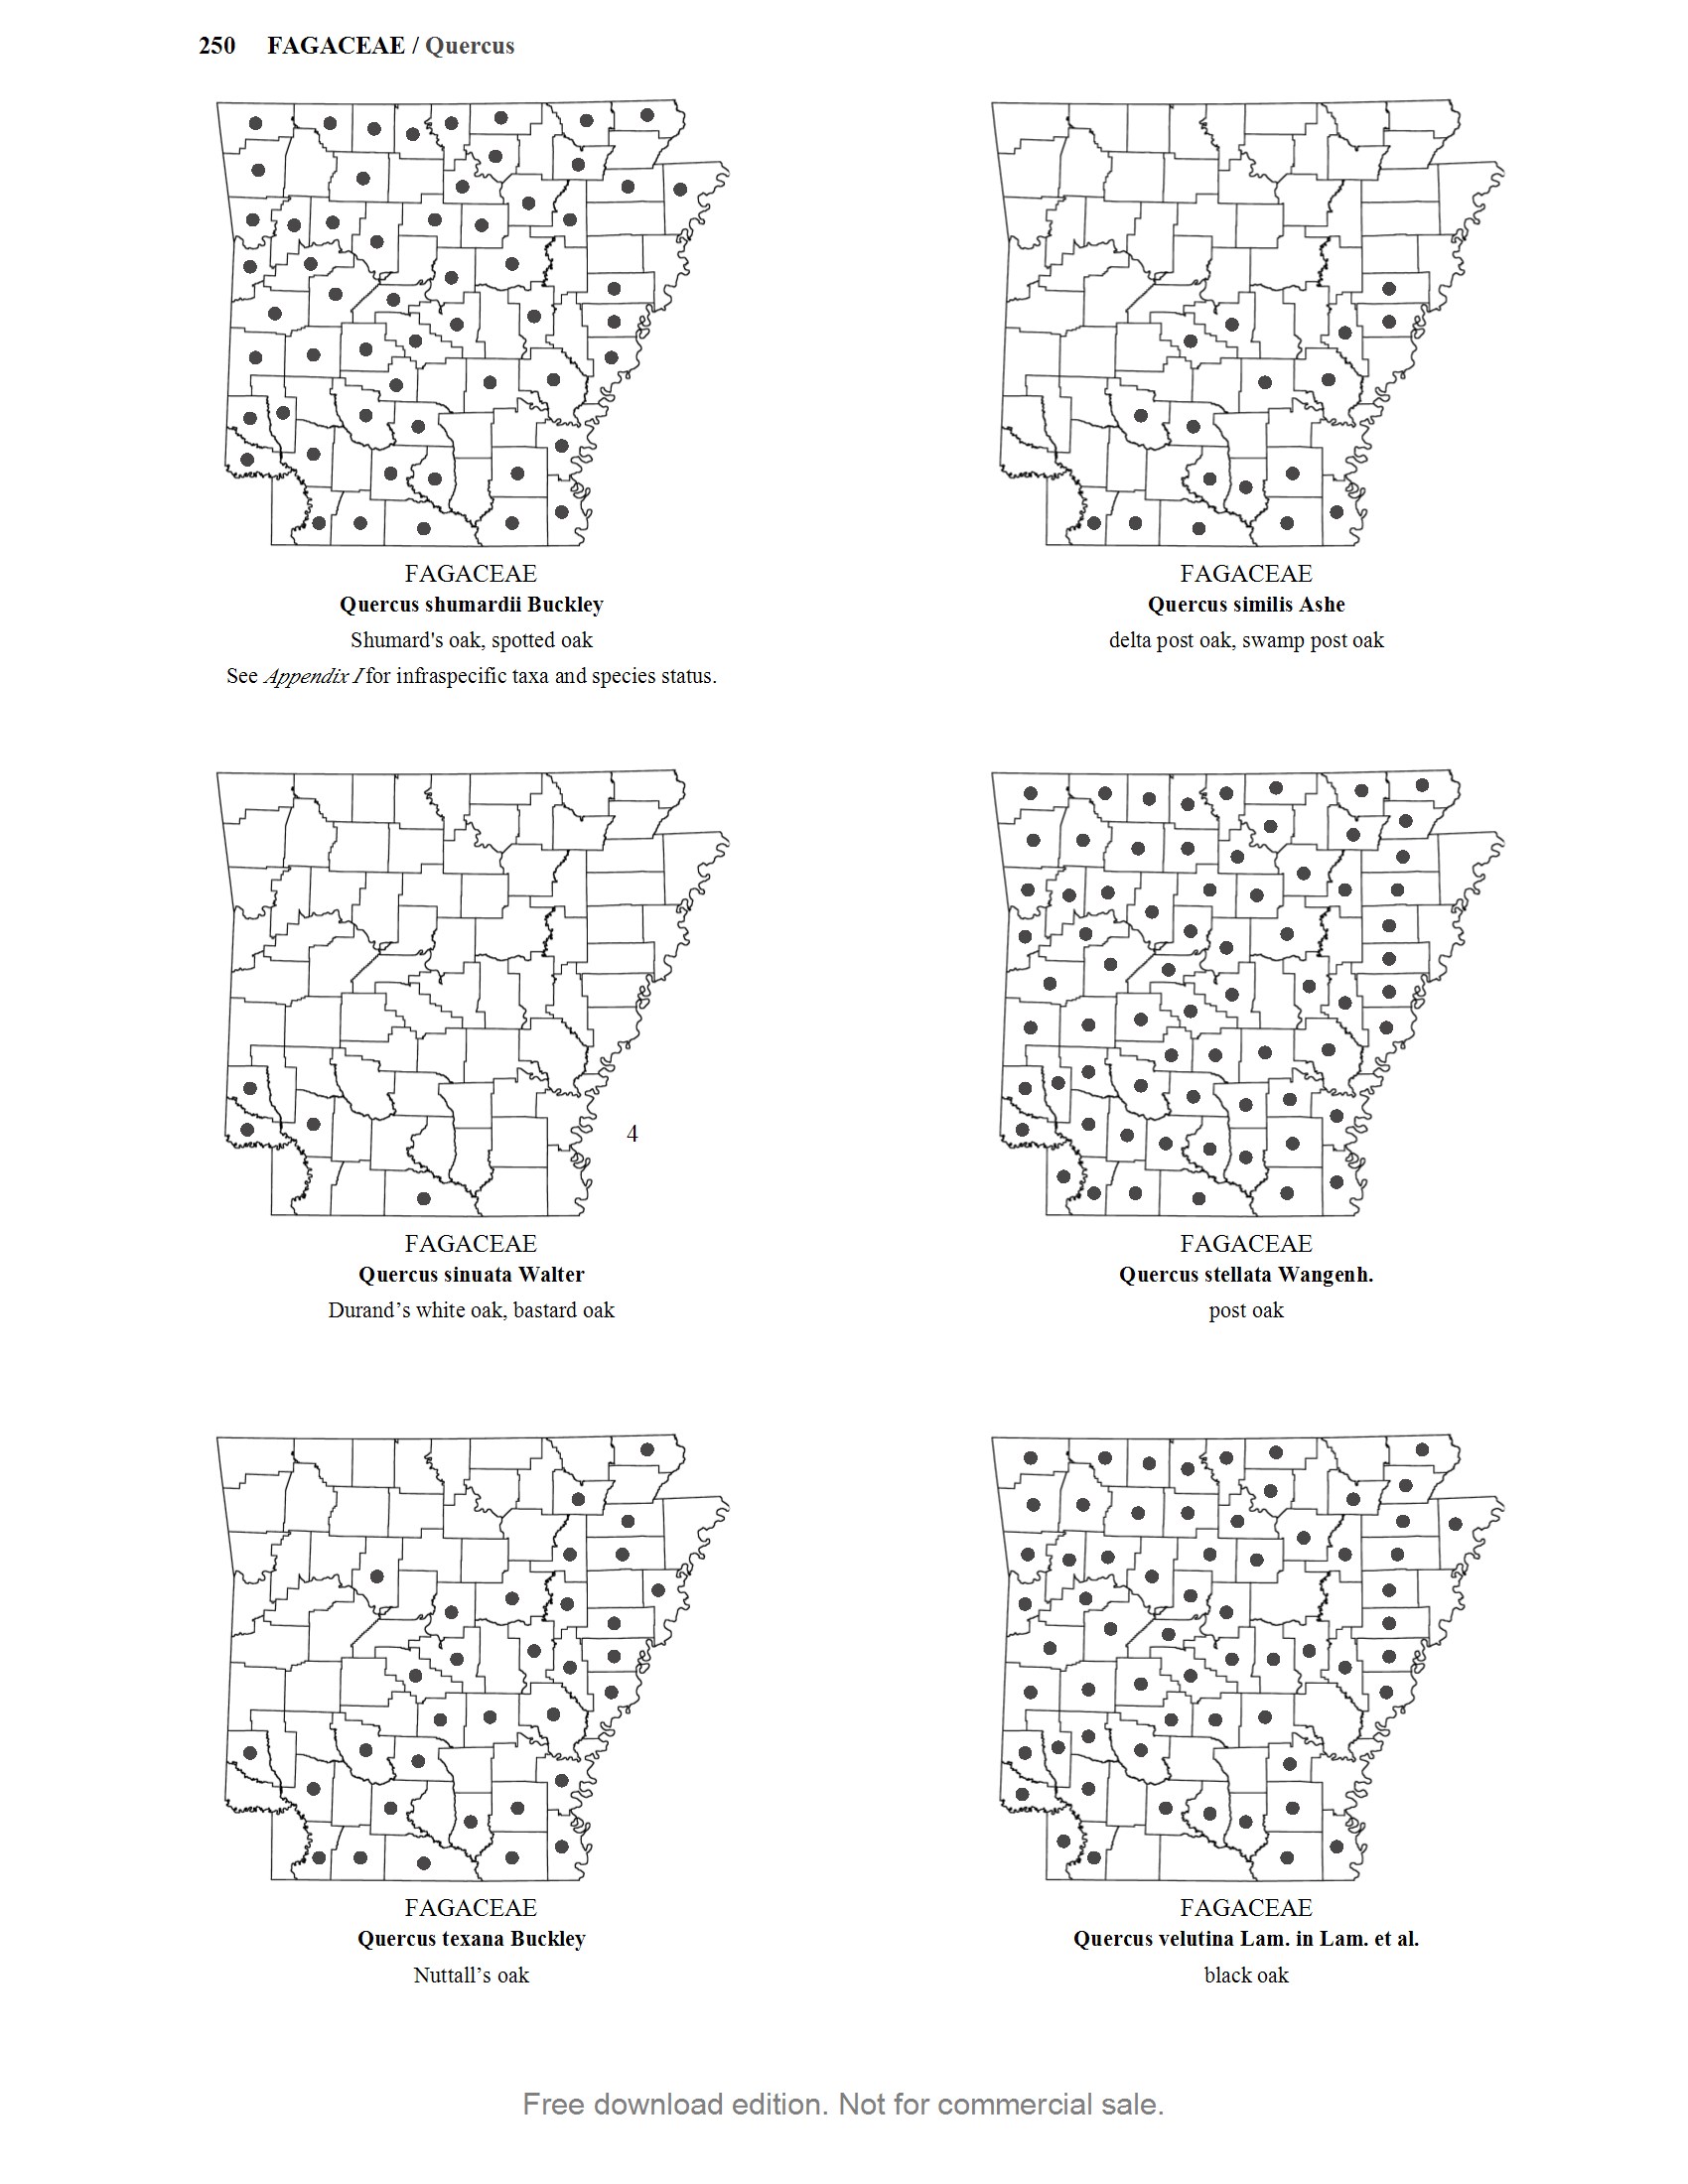 250 FAGACEAE / Quercus
FAGACEAE
Quercus shumardii Buckley
Shumard's oak, spotted oak
See Appendix I for infraspecific taxa and species status.
FAGACEAE
Quercus similis Ashe
delta post oak, swamp post oak
4
FAGACEAE
Quercus sinuata Walter
Durand’s white oak, bastard oak
FAGACEAE
Quercus stellata Wangenh.
post oak
FAGACEAE
Quercus texana Buckley
Nuttall’s oak
FAGACEAE
Quercus velutina Lam. in Lam. et al.
black oak
Free download edition. Not for commercial sale.